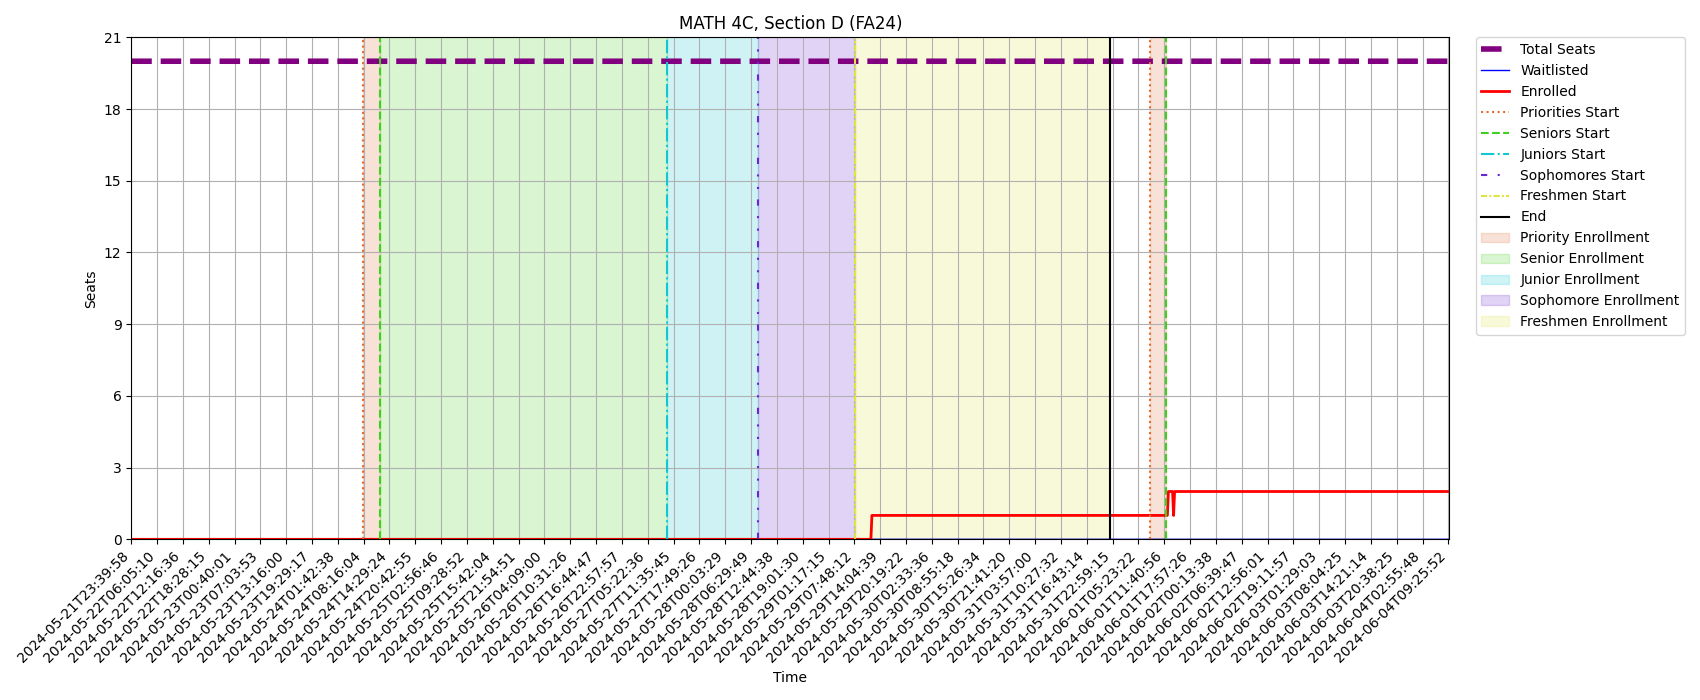 MATH 4C, Section D (FA24)
21
18
15
12
9
6
3
0
Seats
2024-05-21T23:39:58
2024-05-22T06:05:10
2024-05-22T12:16:36
2024-05-22T18:28:15
2024-05-23T00:40:01
2024-05-23T07:03:53
2024-05-23T13:16:00
2024-05-23T19:29:17
2024-05-24T01:42:38
2024-05-24T08:16:04
2024-05-24T14:29:24
2024-05-24T20:42:55
2024-05-25T02:56:46
2024-05-25T09:28:52
2024-05-25T15:42:04
2024-05-25T21:54:51
2024-05-26T04:09:00
2024-05-26T10:31:26
2024-05-26T16:44:47
2024-05-26T22:57:57
2024-05-27T05:22:36
2024-05-27T11:35:45
2024-05-27T17:49:26
2024-05-28T00:03:29
2024-05-28T06:29:49
2024-05-28T12:44:38
2024-05-28T19:01:30
2024-05-29T01:17:15
2024-05-29T07:48:12
2024-05-29T14:04:39
2024-05-29T20:19:22
2024-05-30T02:33:36
2024-05-30T08:55:18
2024-05-30T15:26:34
2024-05-30T21:41:20
2024-05-31T03:57:00
2024-05-31T10:27:32
2024-05-31T16:43:14
2024-05-31T22:59:15
2024-06-01T05:23:22
2024-06-01T11:40:56
2024-06-01T17:57:26
2024-06-02T00:13:38
2024-06-02T06:39:47
2024-06-02T12:56:01
2024-06-02T19:11:57
2024-06-03T01:29:03
2024-06-03T08:04:25
2024-06-03T14:21:14
2024-06-03T20:38:25
2024-06-04T02:55:48
2024-06-04T09:25:52
Time
Total Seats
Waitlisted
Enrolled
Priorities Start
Seniors Start
Juniors Start
Sophomores Start
Freshmen Start
End
Priority Enrollment
Senior Enrollment
Junior Enrollment
Sophomore Enrollment
Freshmen Enrollment